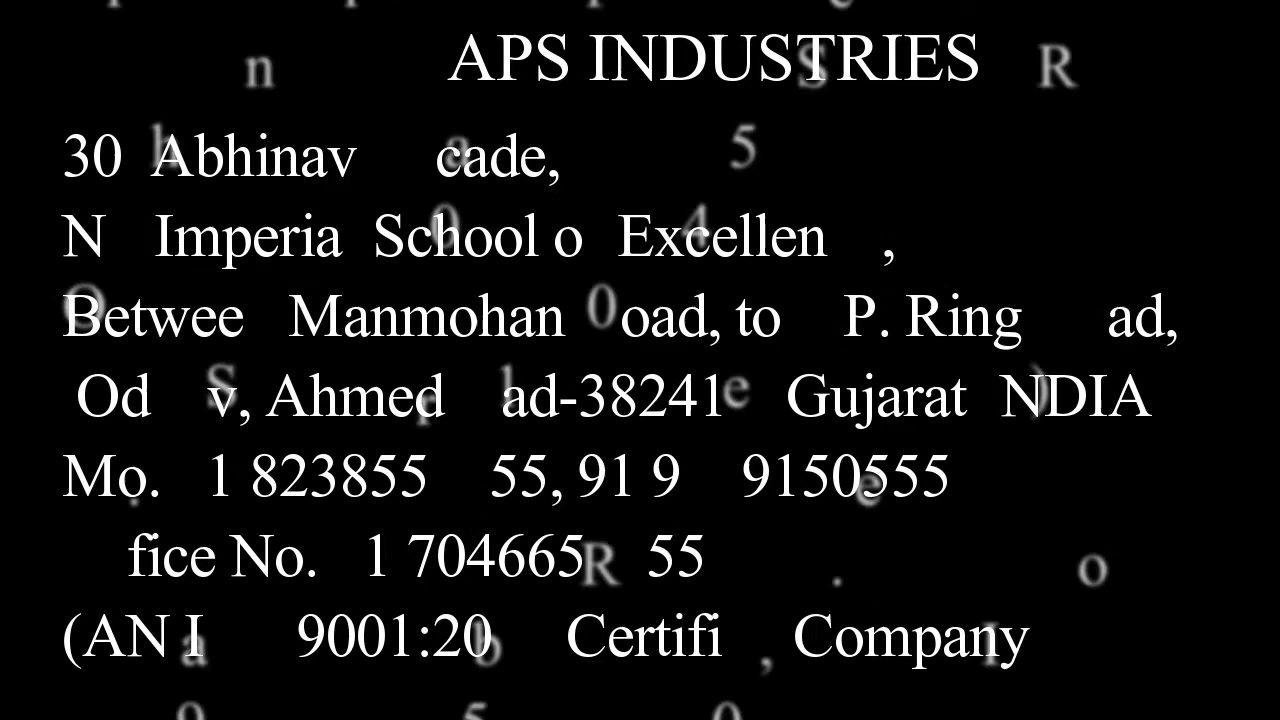 APS INDUSTRIES
30 Abhinav cade,
N Imperia School o Excellen ,
Betwee Manmohan oad, to P. Ring ad,
Od v, Ahmed ad-38241 Gujarat NDIA
Mo. 1 823855 55, 91 9 9150555
fice No. 1 704665 55
(AN I 9001:20 Certifi Company